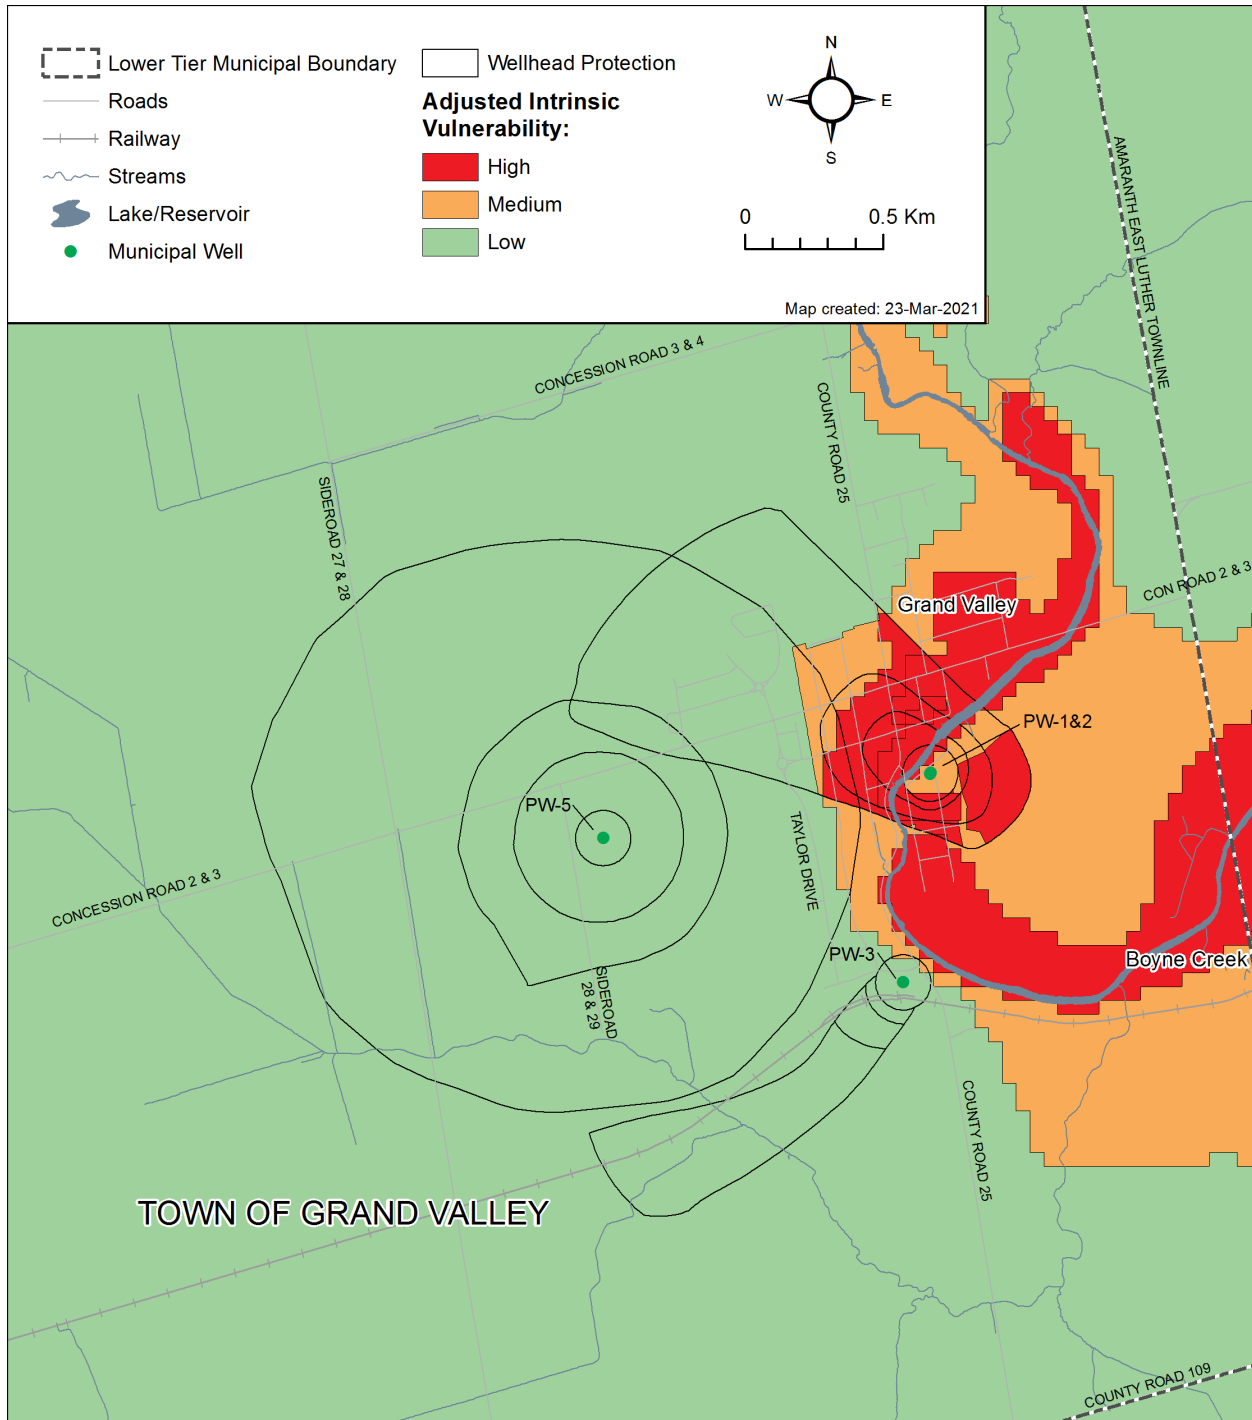 Lower Tier Municipal Boundary
Roads
Railway
Streams
Lake/Reservoir
Municipal Well
Wellhead Protection
Adjusted Intrinsic
Vulnerability:
High
Medium
Low
N
W
E
S
0
0.5 Km
Map created: 23-Mar-2021
AMARANTH EAST LUTHER TOWNLINE
CONCESSION ROAD 3 & 4
COUNTY ROAD 25
SIDEROAD 27 & 28
CON ROAD 2 & 3
Grand Valley
PW-1&2
PW-5
TAYLOR DRIVE
CONCESSION ROAD 2 & 3
PW-3
Boyne Creek
SIDEROAD
28 & 29
COUNTY ROAD 25
TOWN OF GRAND VALLEY
COUNTY ROAD 109